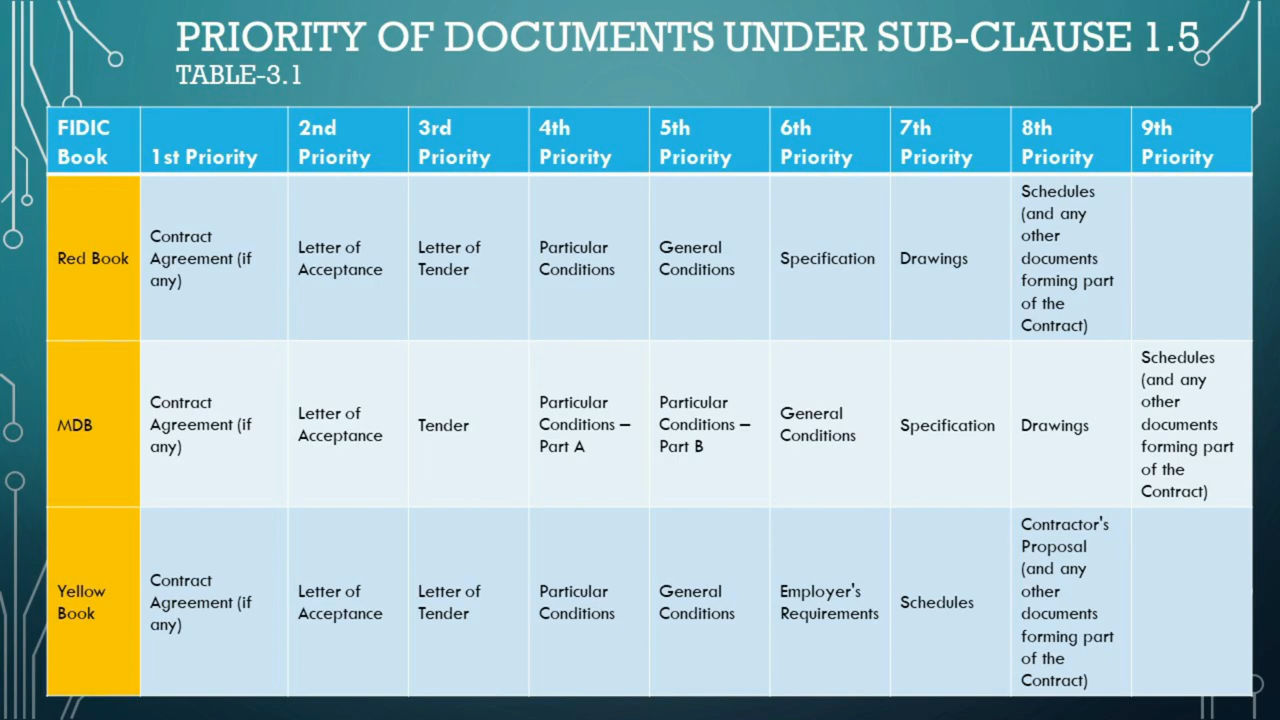 PRIORITY OF DOCUMENTS UNDER SUB-CLAUSE 1.5
TABLE-3.1
FIDIC
Book
1st Priority
2nd
Priority
3rd
Priority
4th
Priority
5th
Priority
6th
Priority
7th
Priority
8th
Priority
9th
Priority
Red Book
Contract
Agreement (if
any)
Letter of
Acceptance
Letter of
Tender
Particular
Conditions
General
Conditions
Specification
Drawings
Schedules
(and any
other
documents
forming part
of the
Contract)
MDB
Contract
Agreement (if
any)
Letter of
Acceptance
Tender
Particular
Conditions –
Part A
Particular
Conditions –
Part B
General
Conditions
Specification
Drawings
Schedules
(and any
other
documents
forming part
of the
Contract)
Yellow
Book
Contract
Agreement (if
any)
Letter of
Acceptance
Letter of
Tender
Particular
Conditions
General
Conditions
Employer's
Requirements
Schedules
Contractor's
Proposal
(and any
other
documents
forming part
of the
Contract)